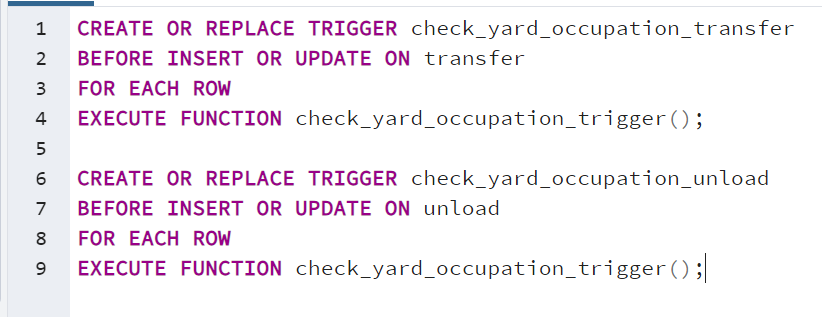 1 CREATE OR REPLACE TRIGGER check_yard_occupation_transfer
2 BEFORE INSERT OR UPDATE ON transfer
3 FOR EACH ROW
4 EXECUTE FUNCTION check_yard_occupation_trigger();
5
6 CREATE OR REPLACE TRIGGER check_yard_occupation_unload
7 BEFORE INSERT OR UPDATE ON unload
8 FOR EACH ROW
9 EXECUTE FUNCTION check_yard_occupation_trigger();